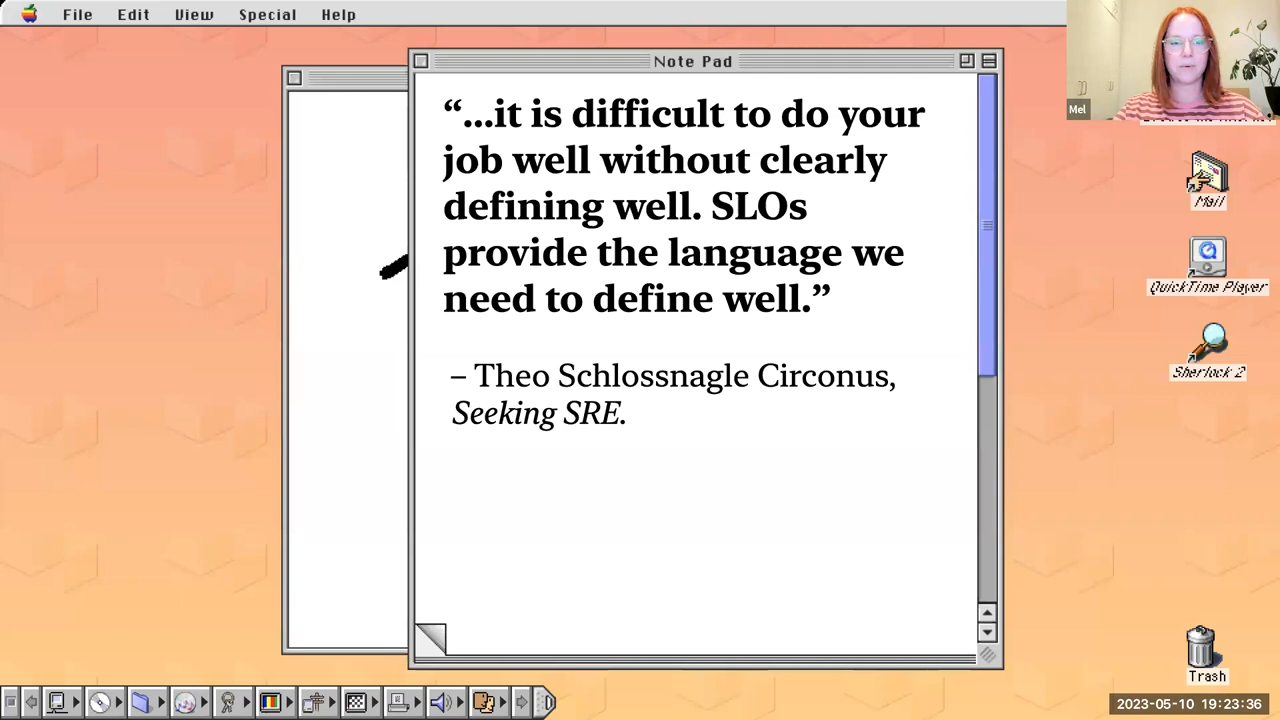 File Edit View Special Help
Note Pad
“...it is difficult to do your
job well without clearly
defining well. SLOs
provide the language we
need to define well.”
– Theo Schlossnagle Circonus,
Seeking SRE.
Mel
Mail
QuickTime Player
Sherlock 2
Trash
2023-05-10 19:23:36